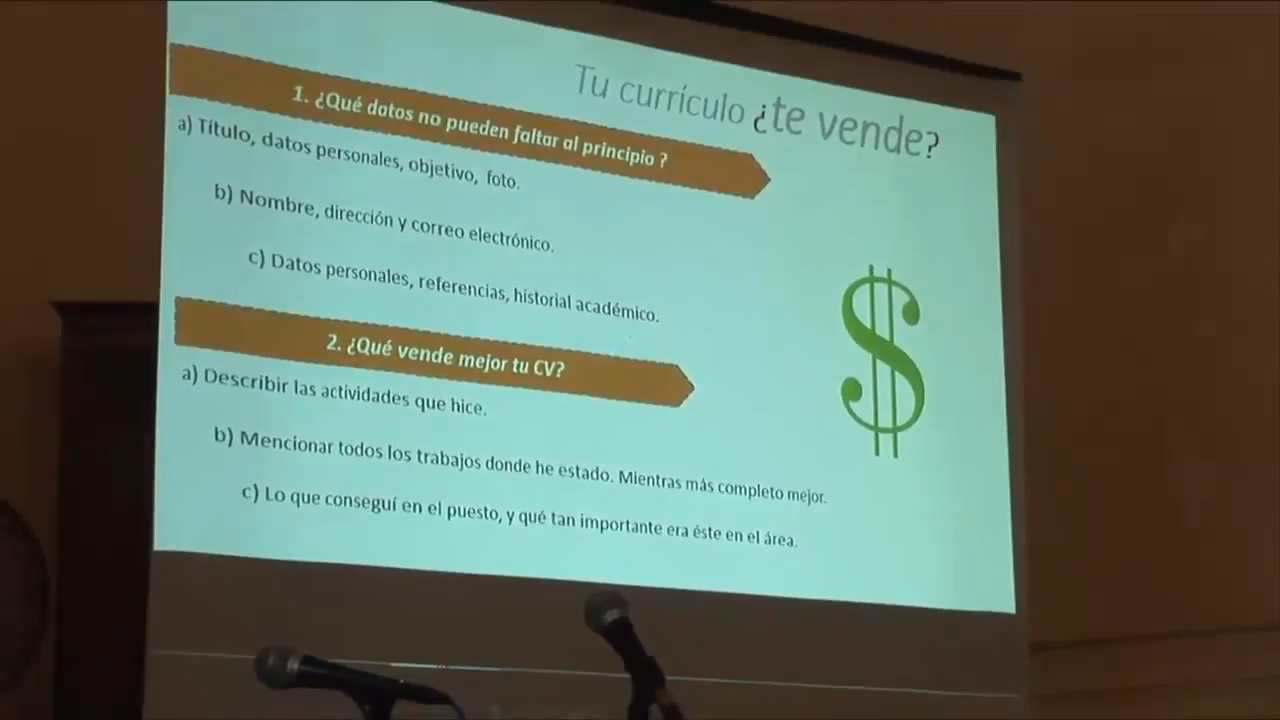 Tu currículo ¿te vende?
1. ¿Qué datos no pueden faltar al principio ?
a) Título, datos personales, objetivo, foto.
b) Nombre, dirección y correo electrónico.
c) Datos personales, referencias, historial académico.
2. ¿Qué vende mejor tu CV?
a) Describir las actividades que hice.
b) Mencionar todos los trabajos donde he estado. Mientras más completo mejor.
c) Lo que conseguí en el puesto, y qué tan importante era éste en el área.
$